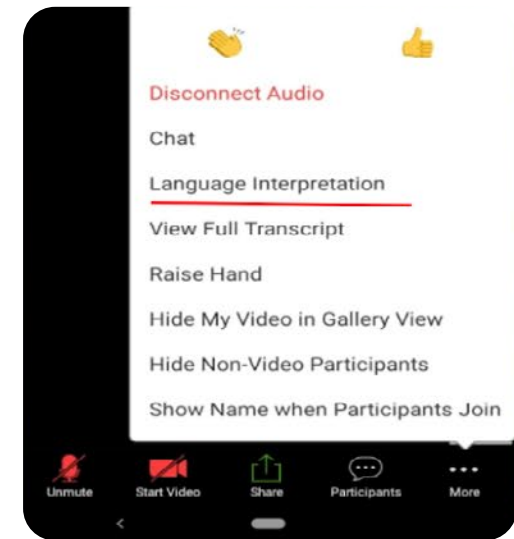 Disconnect Audio
Chat
Language Interpretation
View Full Transcript
Raise Hand
Hide My Video in Gallery View
Hide Non-Video Participants
Show Name when Participants Join
Unmute Start Video Share Participants More